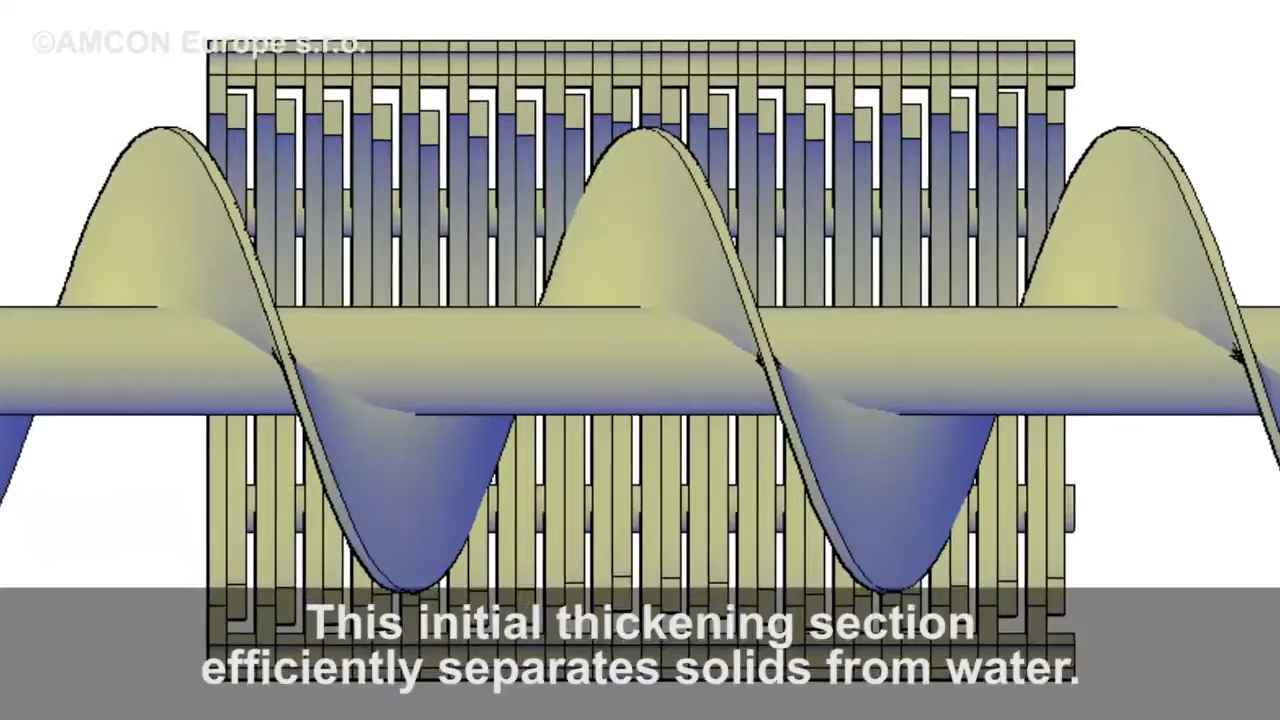 ©AMCON Europe s.r.o.
This initial thickening section
efficiently separates solids from water.